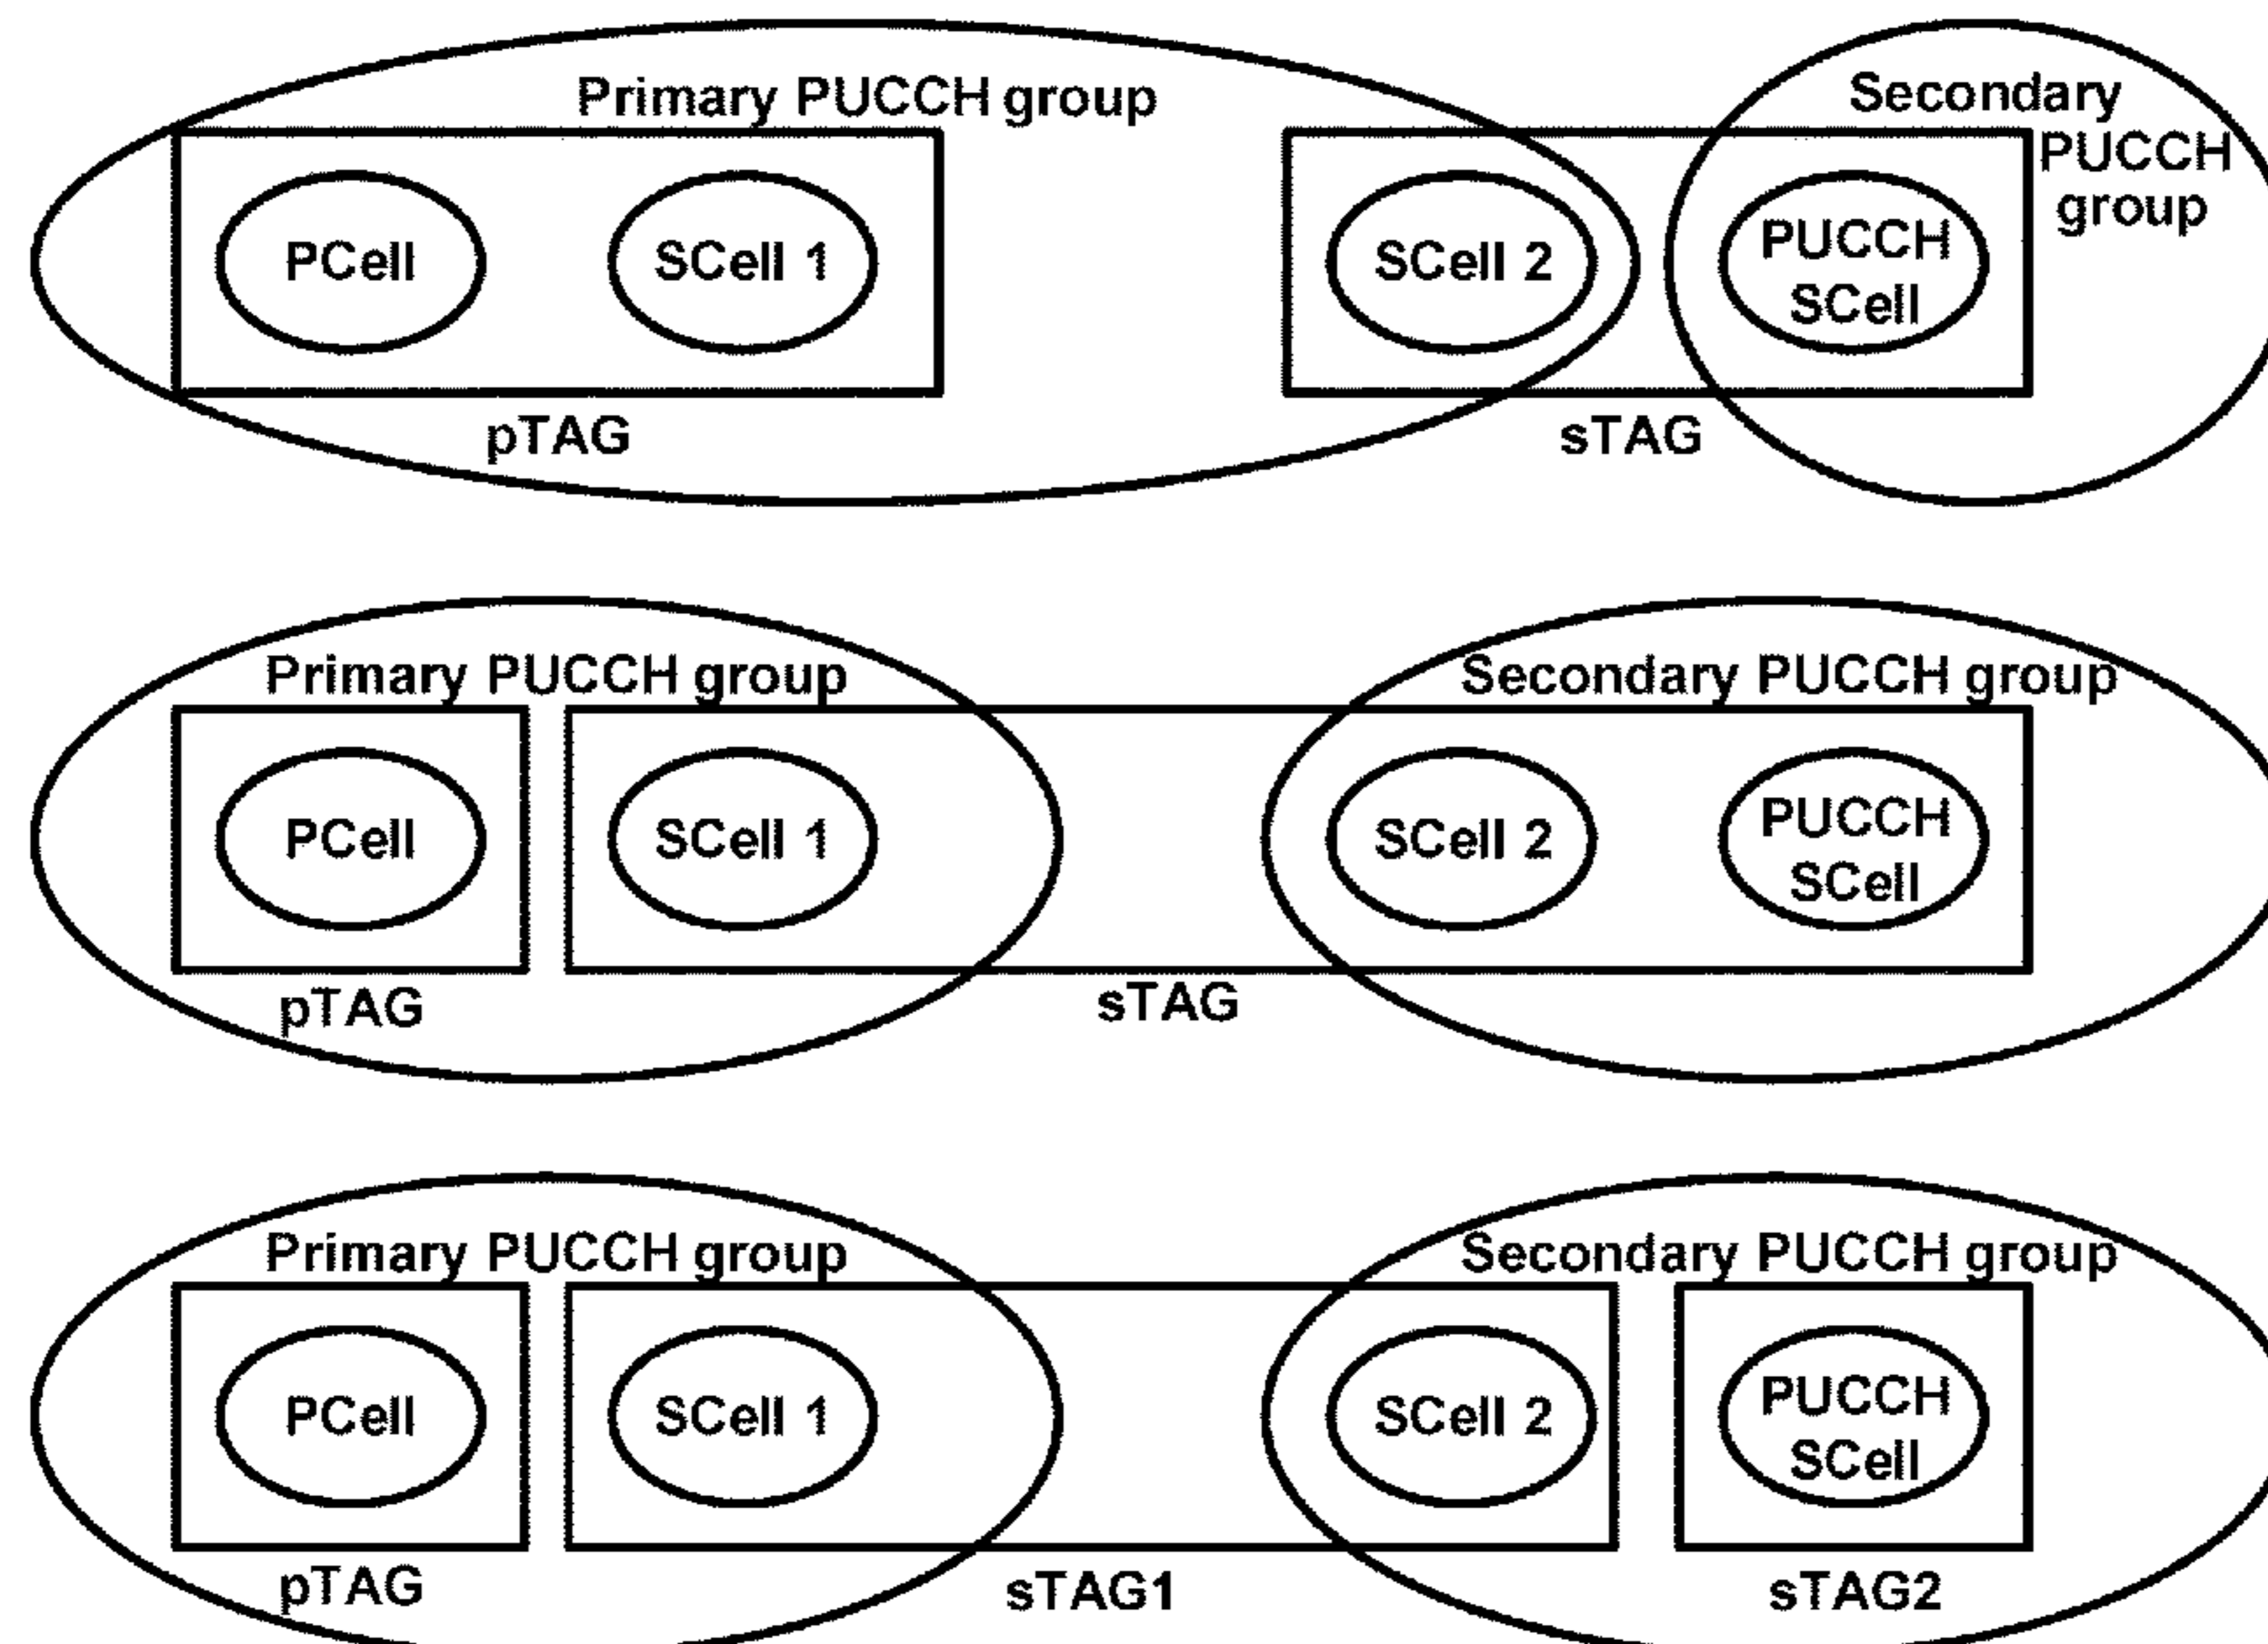 Primary PUCCH group
Secondary
PUCCH
group
PCell
SCell 1
SCell 2
PUCCH
SCell
pTAG
sTAG
Primary PUCCH group
Secondary PUCCH group
PCell
SCell 1
SCell 2
PUCCH
SCell
pTAG
sTAG
Primary PUCCH group
Secondary PUCCH group
PCell
SCell 1
SCell 2
PUCCH
SCell
pTAG
sTAG1
sTAG2